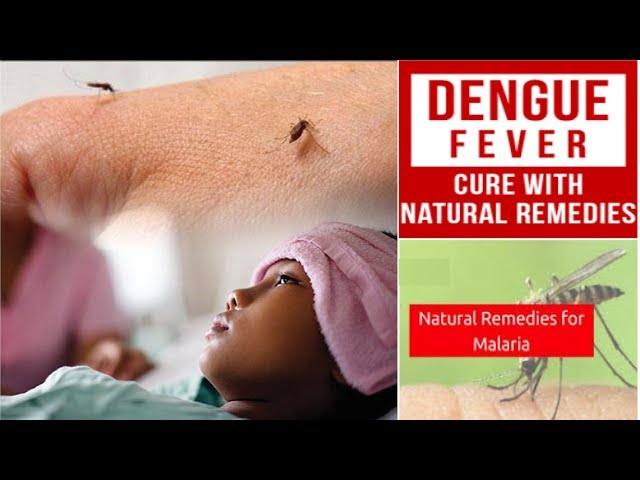 DENGUE
FEVER
CURE WITH
NATURAL REMEDIES
Natural Remedies for
Malaria